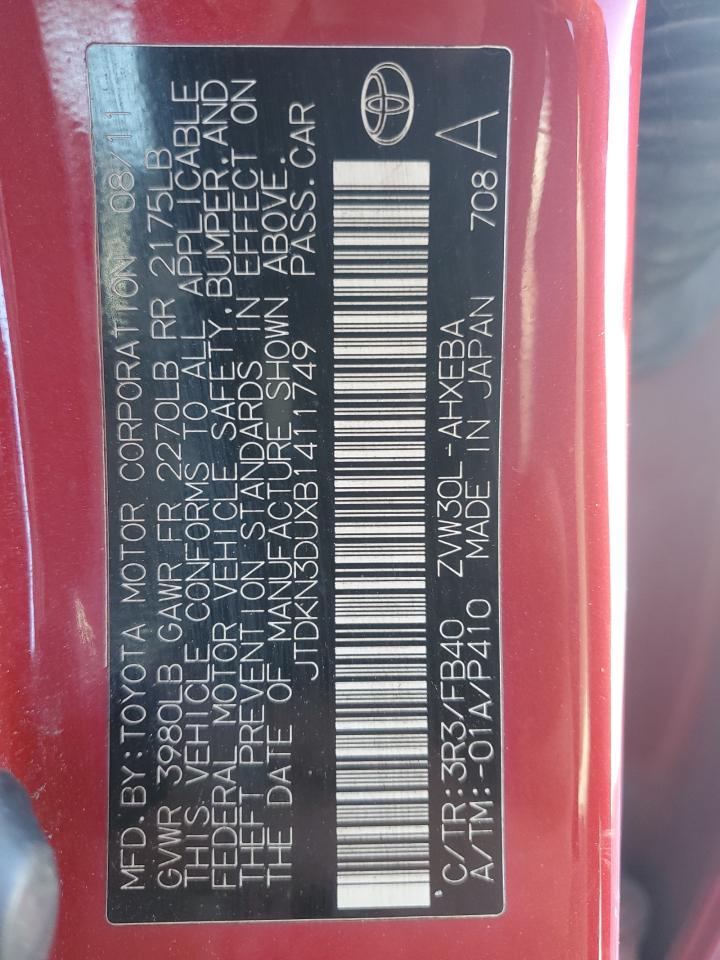 MFD. BY: TOYOTA MOTOR CORPORATION 08/11
GVWR 3980LB GAWR FR 2270LB RR 2175LB
THIS VEHICLE CONFORMS TO ALL APPLICABLE
FEDERAL MOTOR VEHICLE SAFETY, BUMPER, AND
THEFT PREVENTION STANDARDS IN EFFECT ON
THE DATE OF MANUFACTURE SHOWN ABOVE.
JTDKN3DUXB1411749 PASS. CAR
C/TR: 3R3/FB40 ZVW30L-AHXEBA 708 A
A/TM: -01A/P410 MADE IN JAPAN